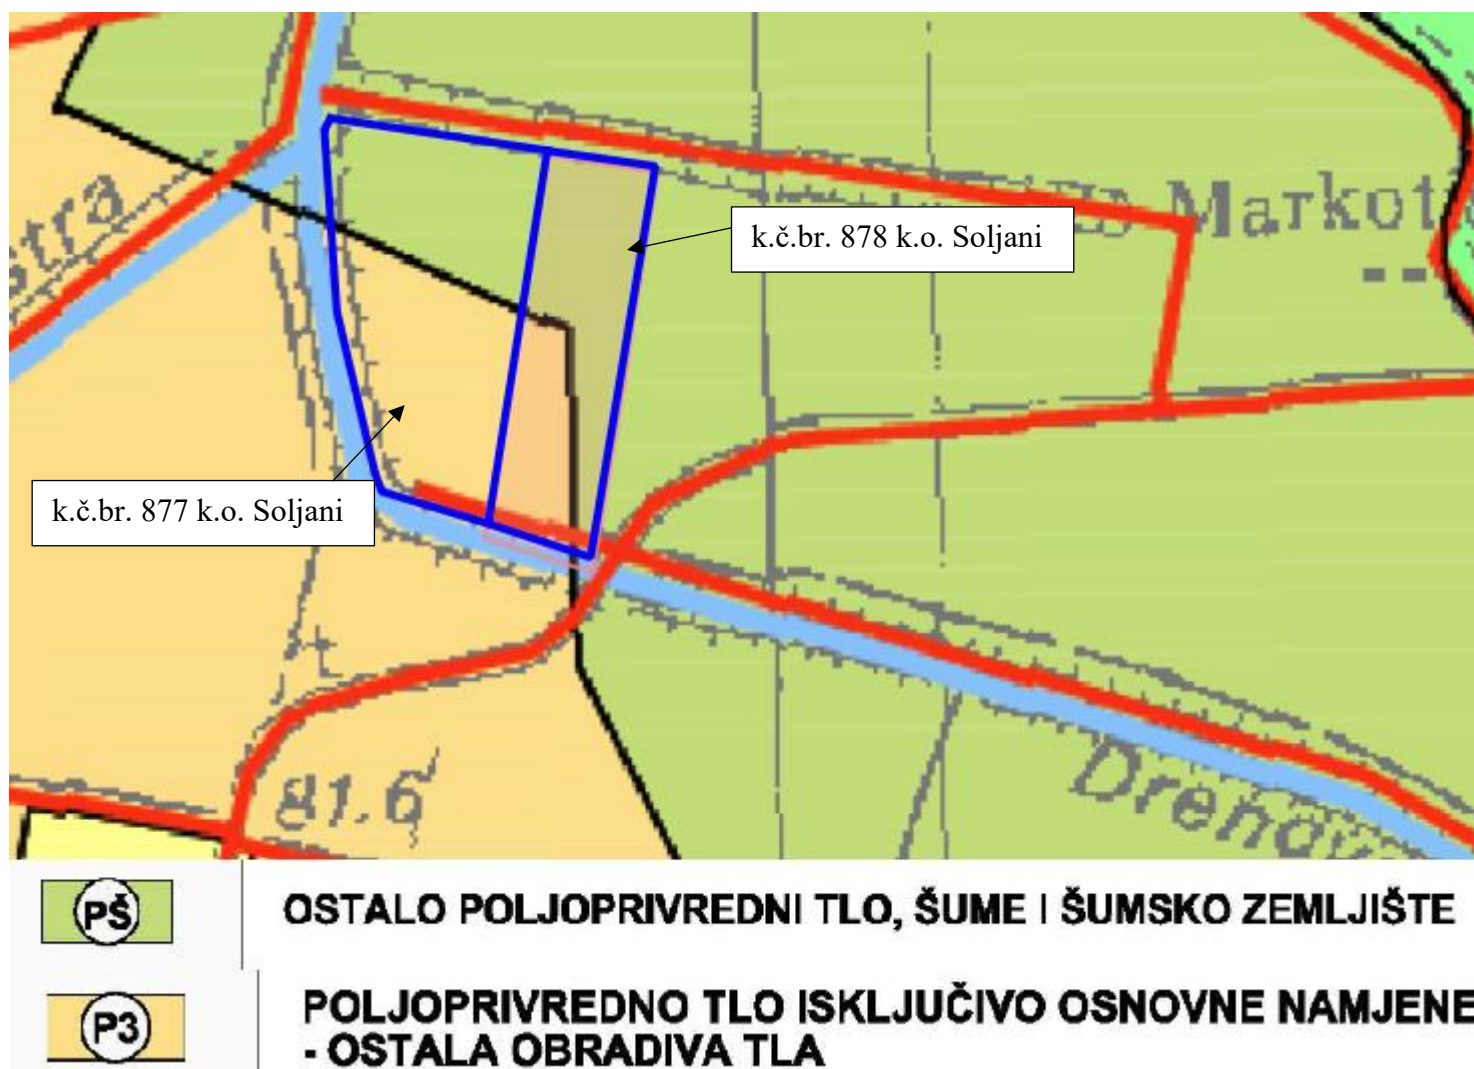 Markot
k.č.br. 878 k.o. Soljani
stra
k.č.br. 877 k.o. Soljani
81.6
Drenov
PŠ OSTALO POLJOPRIVREDNI TLO, ŠUME I ŠUMSKO ZEMLJIŠTE
P3 POLJOPRIVREDNO TLO ISKLJUČIVO OSNOVNE NAMJENE
- OSTALA OBRADIVA TLA